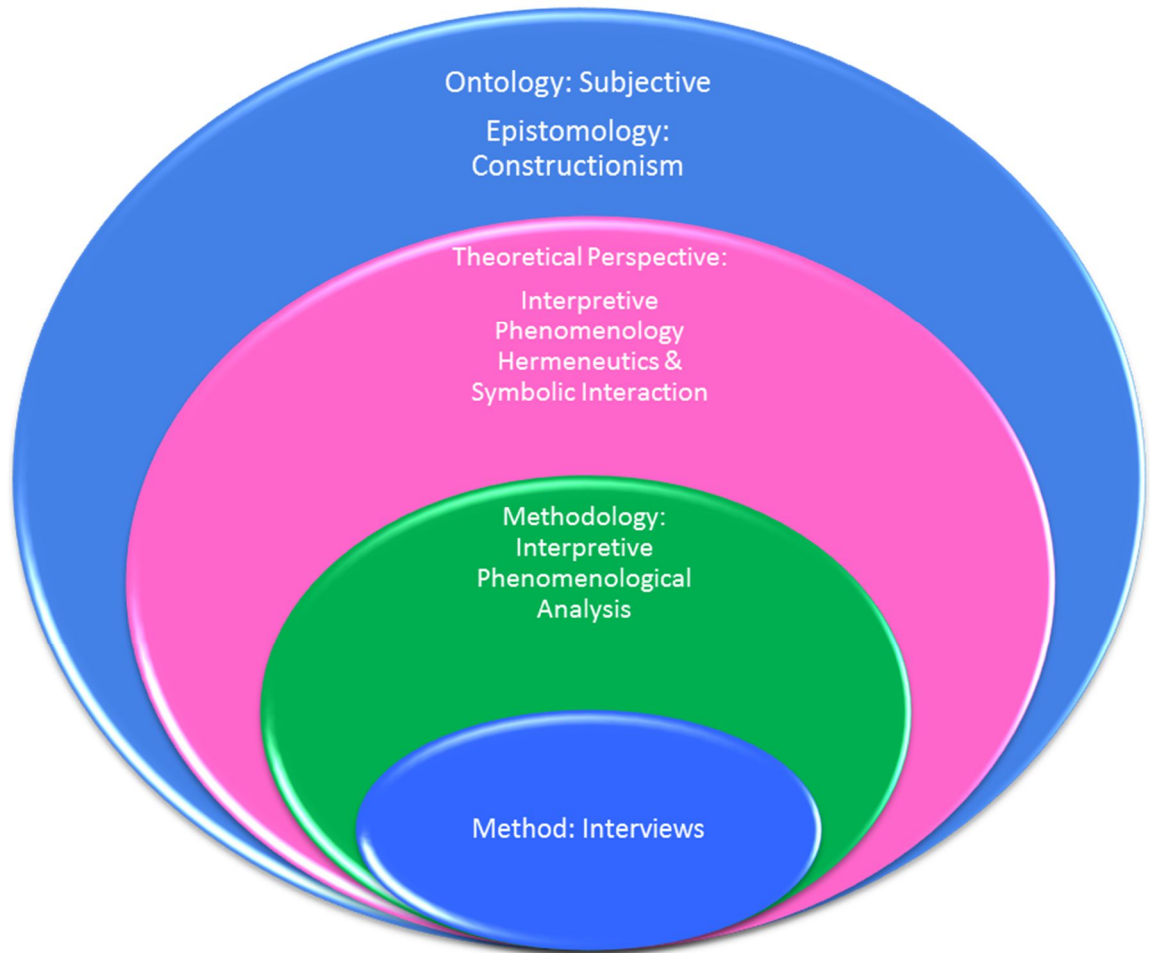 Ontology: Subjective
Epistomology:
Constructionism
Theoretical Perspective:
Interpretive
Phenomenology
Hermeneutics &
Symbolic Interaction
Methodology:
Interpretive
Phenomenological
Analysis
Method: Interviews